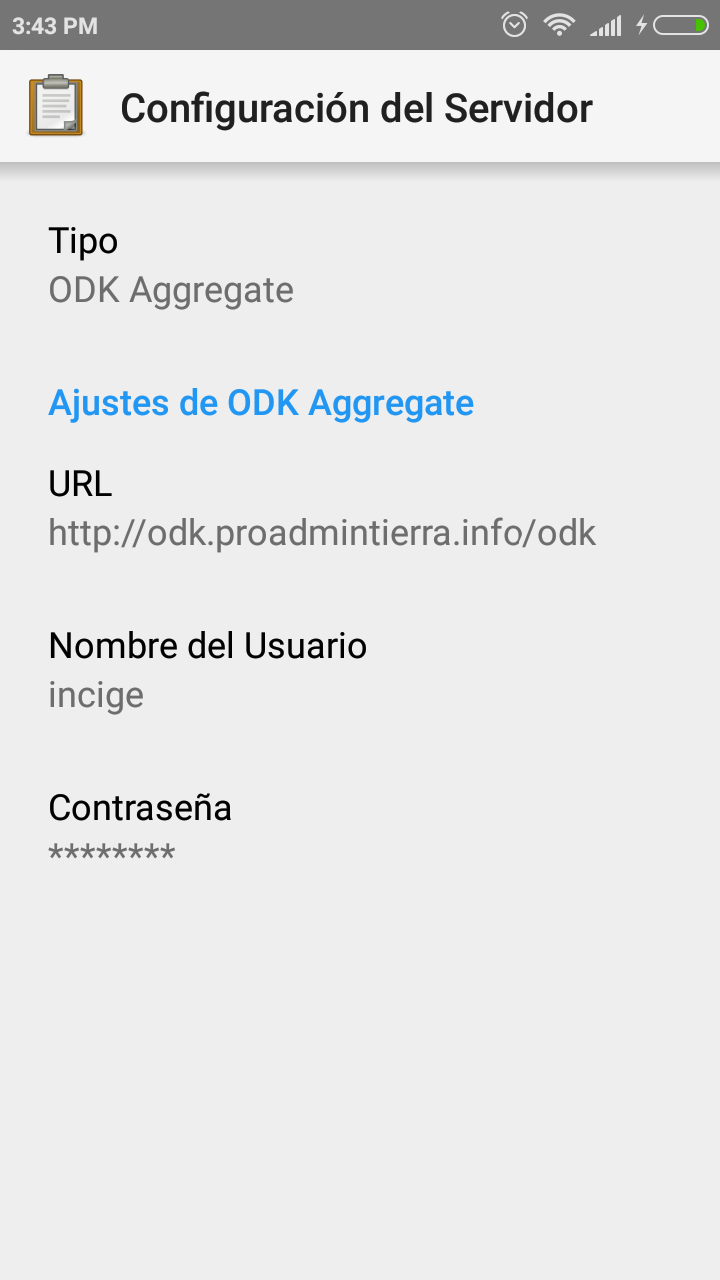 3:43 PM
Configuración del Servidor
Tipo
ODK Aggregate
Ajustes de ODK Aggregate
URL
http://odk.proadmintierra.info/odk
Nombre del Usuario
incige
Contraseña
********